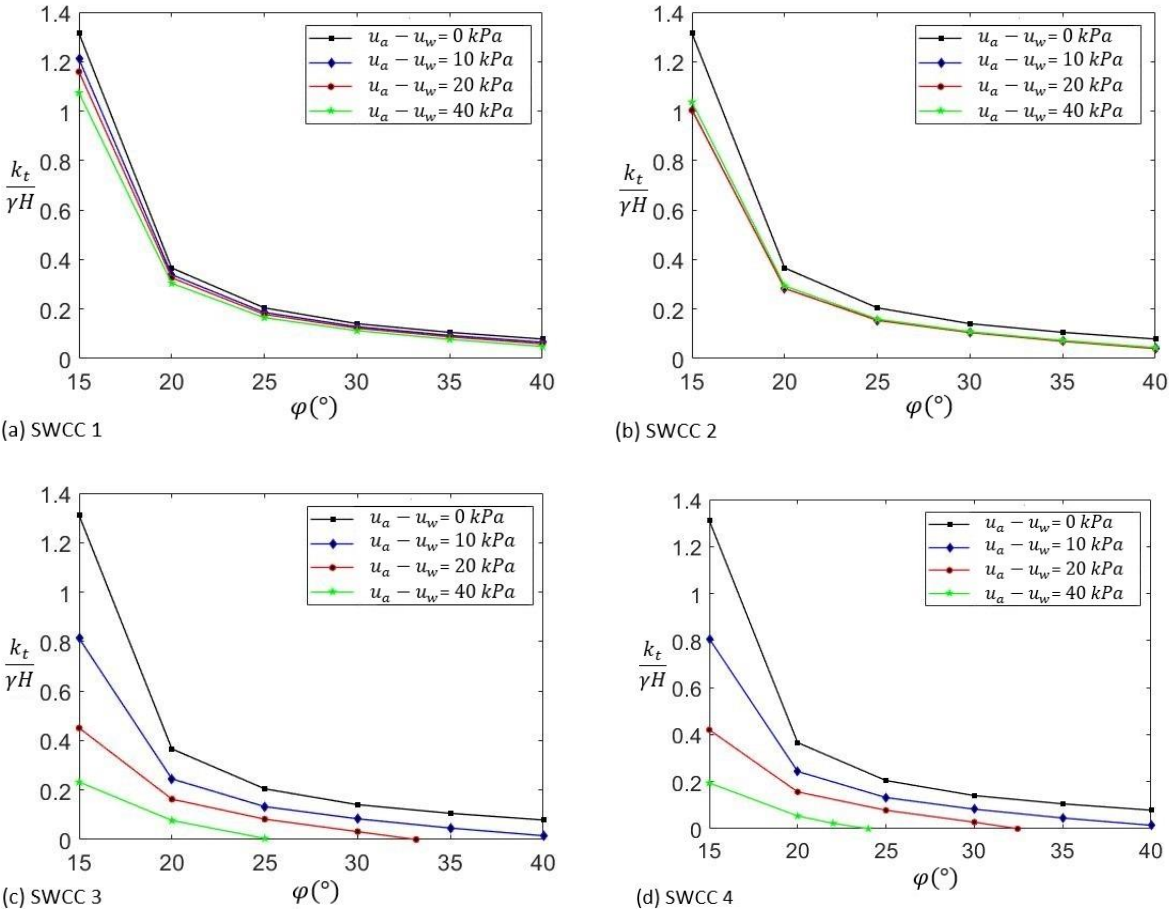 1.4
1.2
1
0.8
0.6
0.4
0.2
0
k_t
γH
u_a − u_w = 0 kPa
u_a − u_w = 10 kPa
u_a − u_w = 20 kPa
u_a − u_w = 40 kPa
15 20 25 30 35 40
φ(°)
(a) SWCC 1
1.4
1.2
1
0.8
0.6
0.4
0.2
0
k_t
γH
u_a − u_w = 0 kPa
u_a − u_w = 10 kPa
u_a − u_w = 20 kPa
u_a − u_w = 40 kPa
15 20 25 30 35 40
φ(°)
(b) SWCC 2
1.4
1.2
1
0.8
0.6
0.4
0.2
0
k_t
γH
u_a − u_w = 0 kPa
u_a − u_w = 10 kPa
u_a − u_w = 20 kPa
u_a − u_w = 40 kPa
15 20 25 30 35 40
φ(°)
(c) SWCC 3
1.4
1.2
1
0.8
0.6
0.4
0.2
0
k_t
γH
u_a − u_w = 0 kPa
u_a − u_w = 10 kPa
u_a − u_w = 20 kPa
u_a − u_w = 40 kPa
15 20 25 30 35 40
φ(°)
(d) SWCC 4